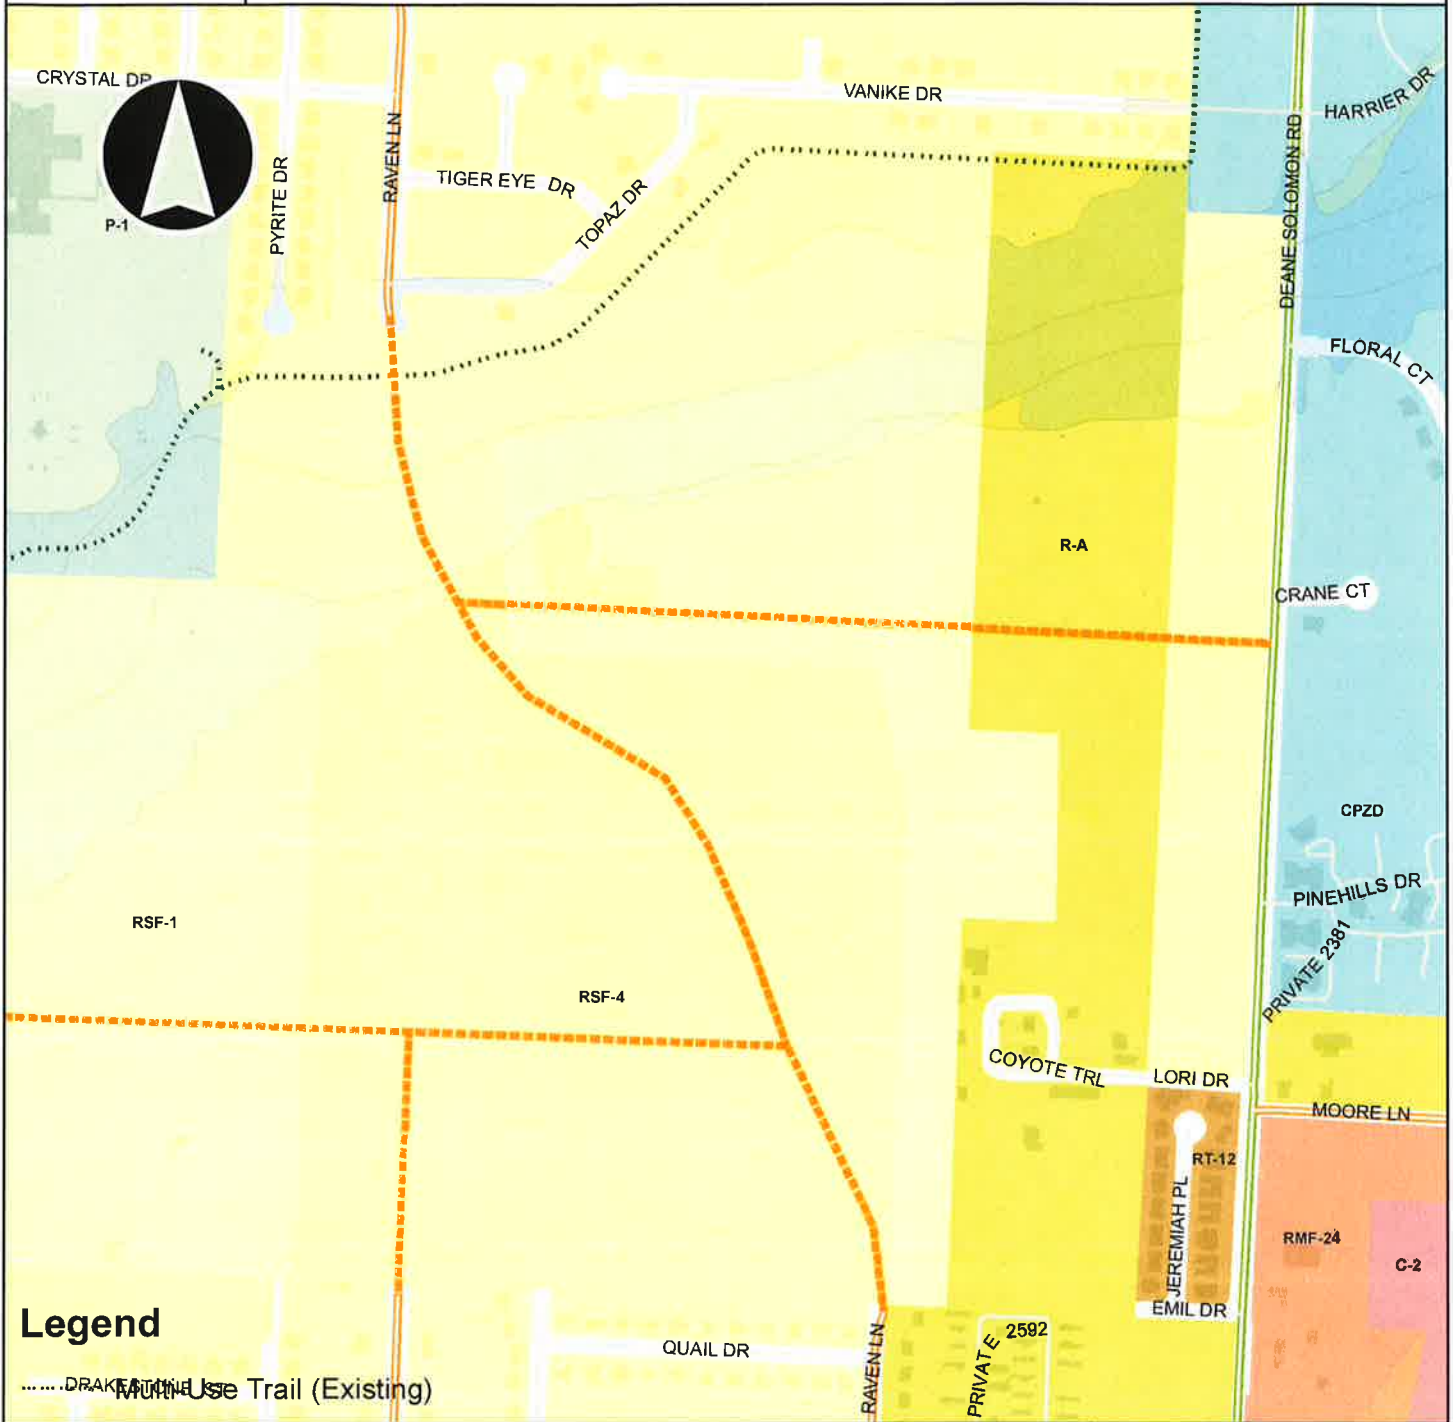 CRYSTAL DR
VANIKE DR
HARRIER DR
RAVEN LN
DEANE SOLOMON RD
PYRITE DR
TIGER EYE DR
TOPAZ DR
P-1
FLORAL CT
R-A
CRANE CT
CPZD
PINEHILLS DR
RSF-1
PRIVATE 2381
RSF-4
COYOTE TRL
LORI DR
MOORE LN
RT-12
JEREMIAH PL
RMF-24
C-2
EMIL DR
Legend
QUAIL DR
RAVEN LN
PRIVATE 2592
DRAKESTONE ST
Multi-Use Trail (Existing)